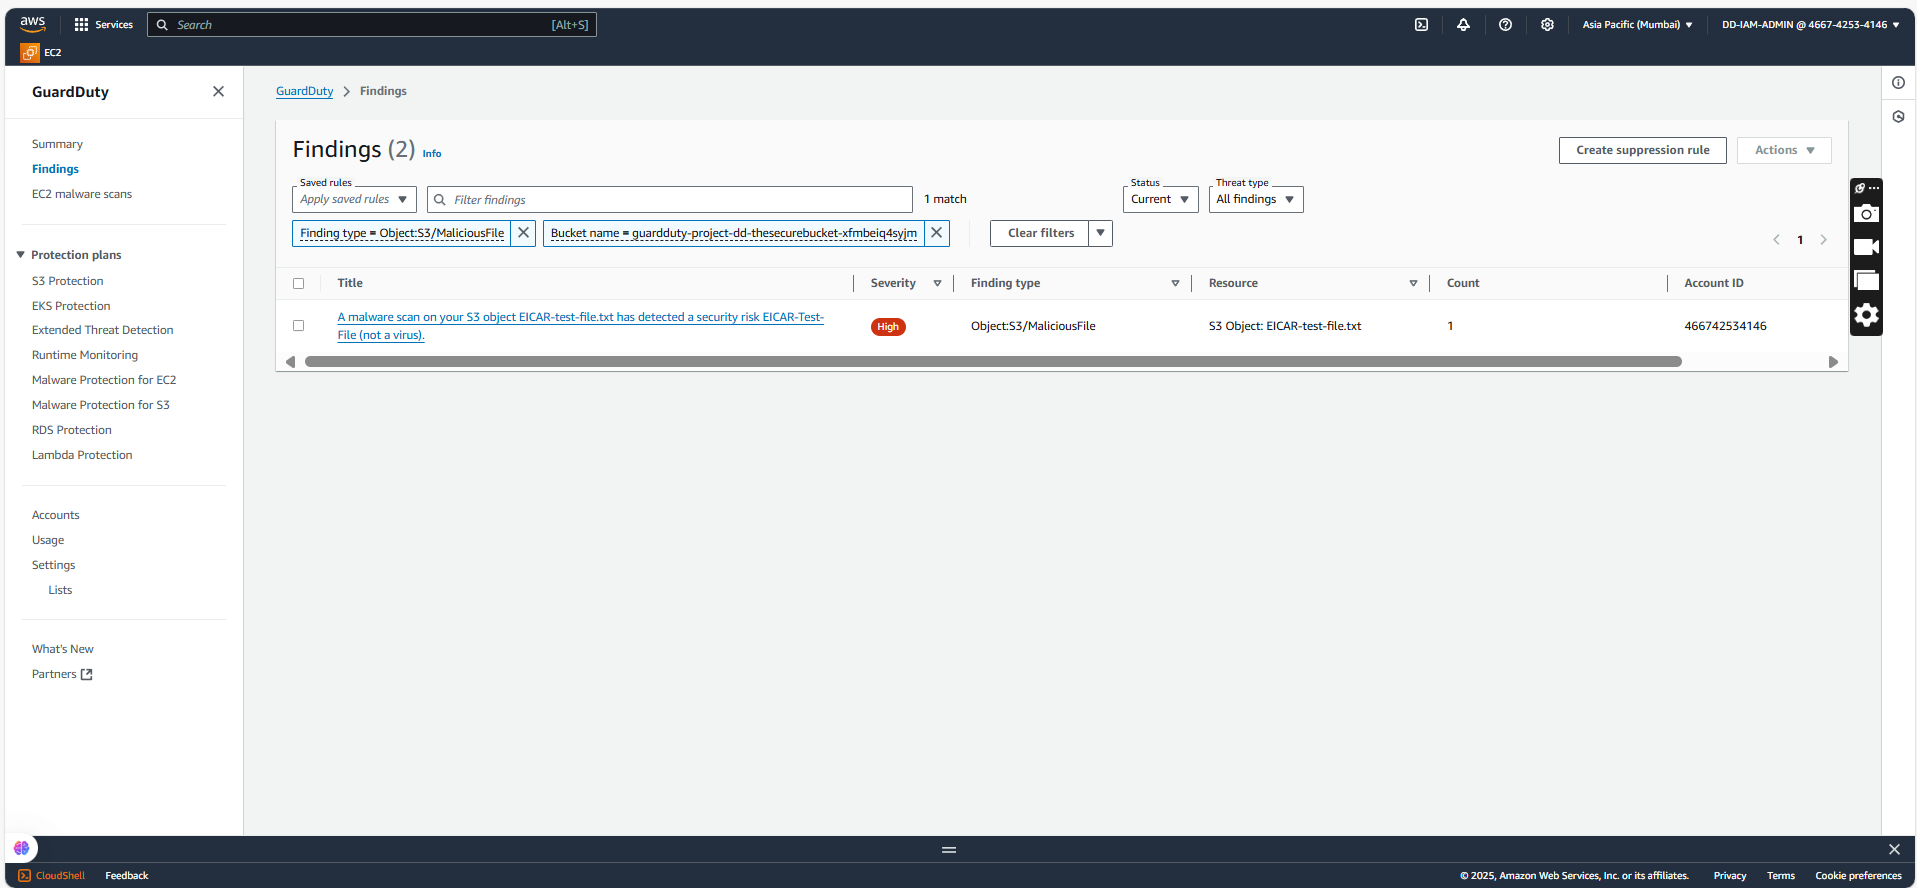 aws
Services
Search
[Alt+S]
Asia Pacific (Mumbai)
DD-IAM-ADMIN @ 4667-4253-4146
EC2
GuardDuty
Summary
Findings
EC2 malware scans
Protection plans
S3 Protection
EKS Protection
Extended Threat Detection
Runtime Monitoring
Malware Protection for EC2
Malware Protection for S3
RDS Protection
Lambda Protection
Accounts
Usage
Settings
Lists
What's New
Partners
GuardDuty > Findings
Findings (2) Info
Create suppression rule
Actions
Saved rules
Apply saved rules
Filter findings
1 match
Status
Current
Threat type
All findings
Finding type = Object:S3/MaliciousFile
Bucket name = guardduty-project-dd-thesecurebucket-xfmbeiq4syjm
Clear filters
1
Title Severity Finding type Resource Count Account ID
A malware scan on your S3 object EICAR-test-file.txt has detected a security risk EICAR-Test-
File (not a virus).
High
Object:S3/MaliciousFile
S3 Object: EICAR-test-file.txt
1
466742534146
CloudShell
Feedback
© 2025, Amazon Web Services, Inc. or its affiliates.
Privacy
Terms
Cookie preferences